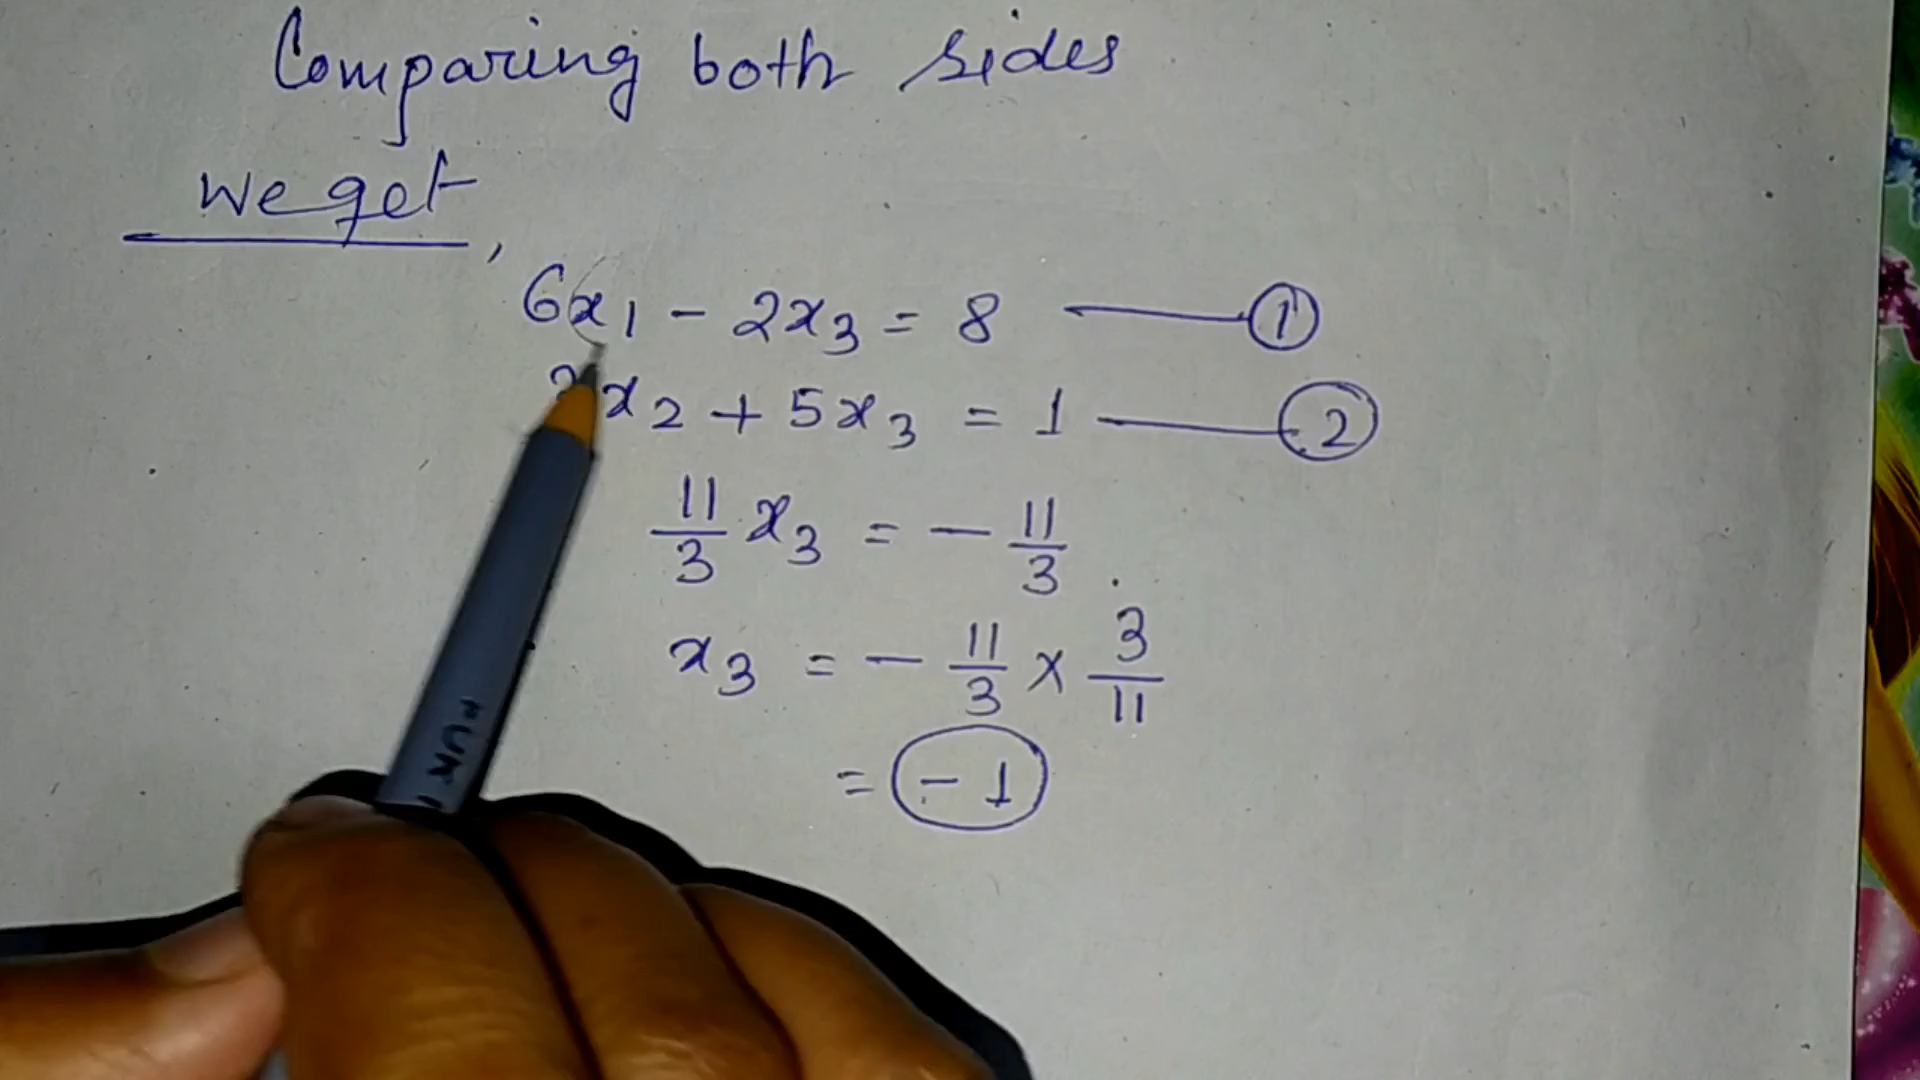 Comparing both sides
we get,
6x₁ - 2x₃ = 8 —— ①
x₂ + 5x₃ = 1 —— ②
11/3 x₃ = - 11/3
x₃ = - 11/3 × 3/11
= -1